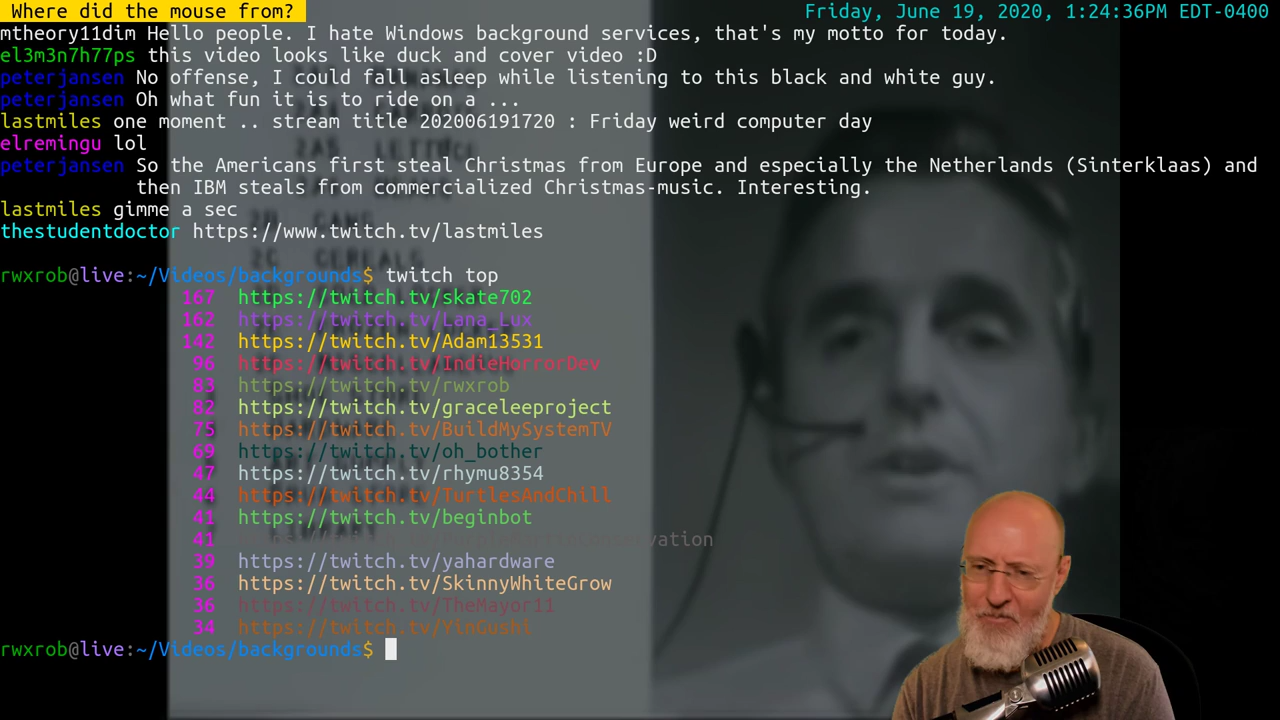 Where did the mouse from?
Friday, June 19, 2020, 1:24:36PM EDT-0400
mtheory11dim Hello people. I hate Windows background services, that's my motto for today.
el3m3n7h77ps this video looks like duck and cover video :D
peterjansen No offense, I could fall asleep while listening to this black and white guy.
peterjansen Oh what fun it is to ride on a ...
lastmiles one moment .. stream title 202006191720 : Friday weird computer day
elremingu lol
peterjansen So the Americans first steal Christmas from Europe and especially the Netherlands (Sinterklaas) and
then IBM steals from commercialized Christmas-music. Interesting.
lastmiles gimme a sec
thestudentdoctor https://www.twitch.tv/lastmiles
rwxrob@live:~/Videos/backgrounds$ twitch top
167 https://twitch.tv/skate702
162 https://twitch.tv/Lana_Lux
142 https://twitch.tv/Adam13531
96 https://twitch.tv/IndieHorrorDev
83 https://twitch.tv/rwxrob
82 https://twitch.tv/graceleeproject
75 https://twitch.tv/BuildMySystemTV
69 https://twitch.tv/oh_bother
47 https://twitch.tv/rhymu8354
44 https://twitch.tv/TurtlesAndChill
41 https://twitch.tv/beginbot
41
39 https://twitch.tv/yahardware
36 https://twitch.tv/SkinnyWhiteGrow
36 https://twitch.tv/TheMayor11
34 https://twitch.tv/YinGushi
rwxrob@live:~/Videos/backgrounds$